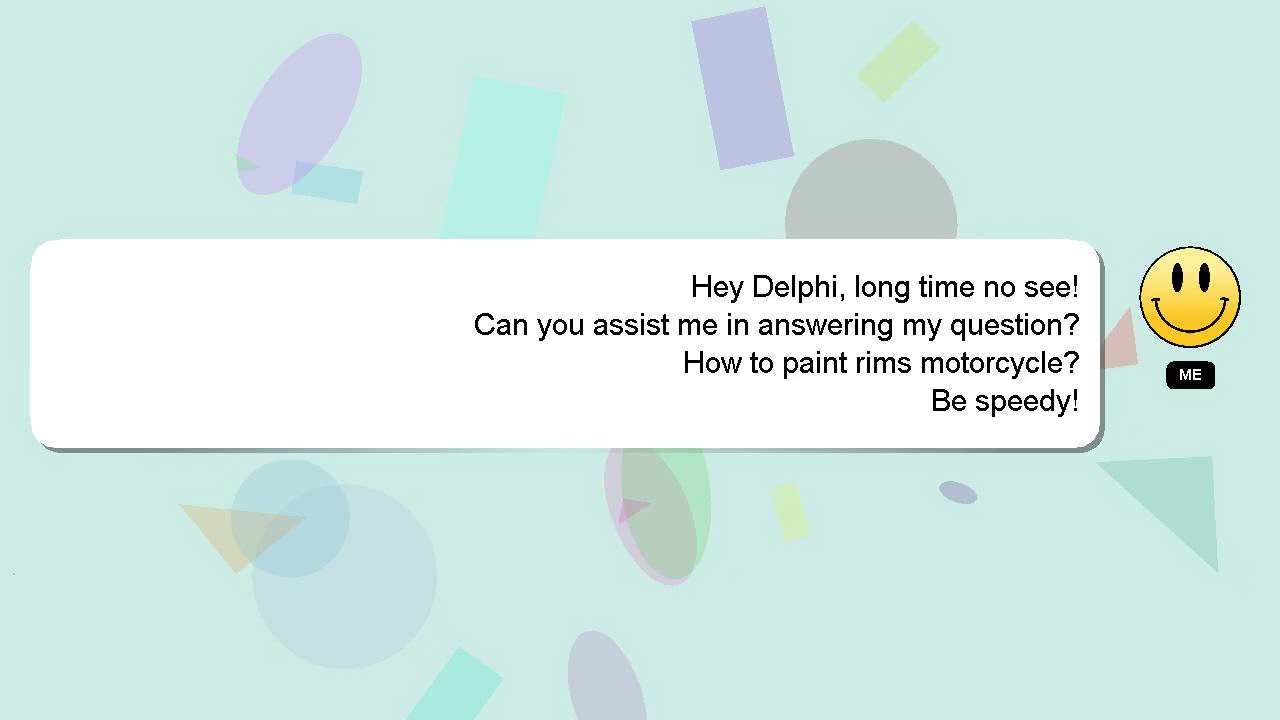 Hey Delphi, long time no see!
Can you assist me in answering my question?
How to paint rims motorcycle?
Be speedy!
ME